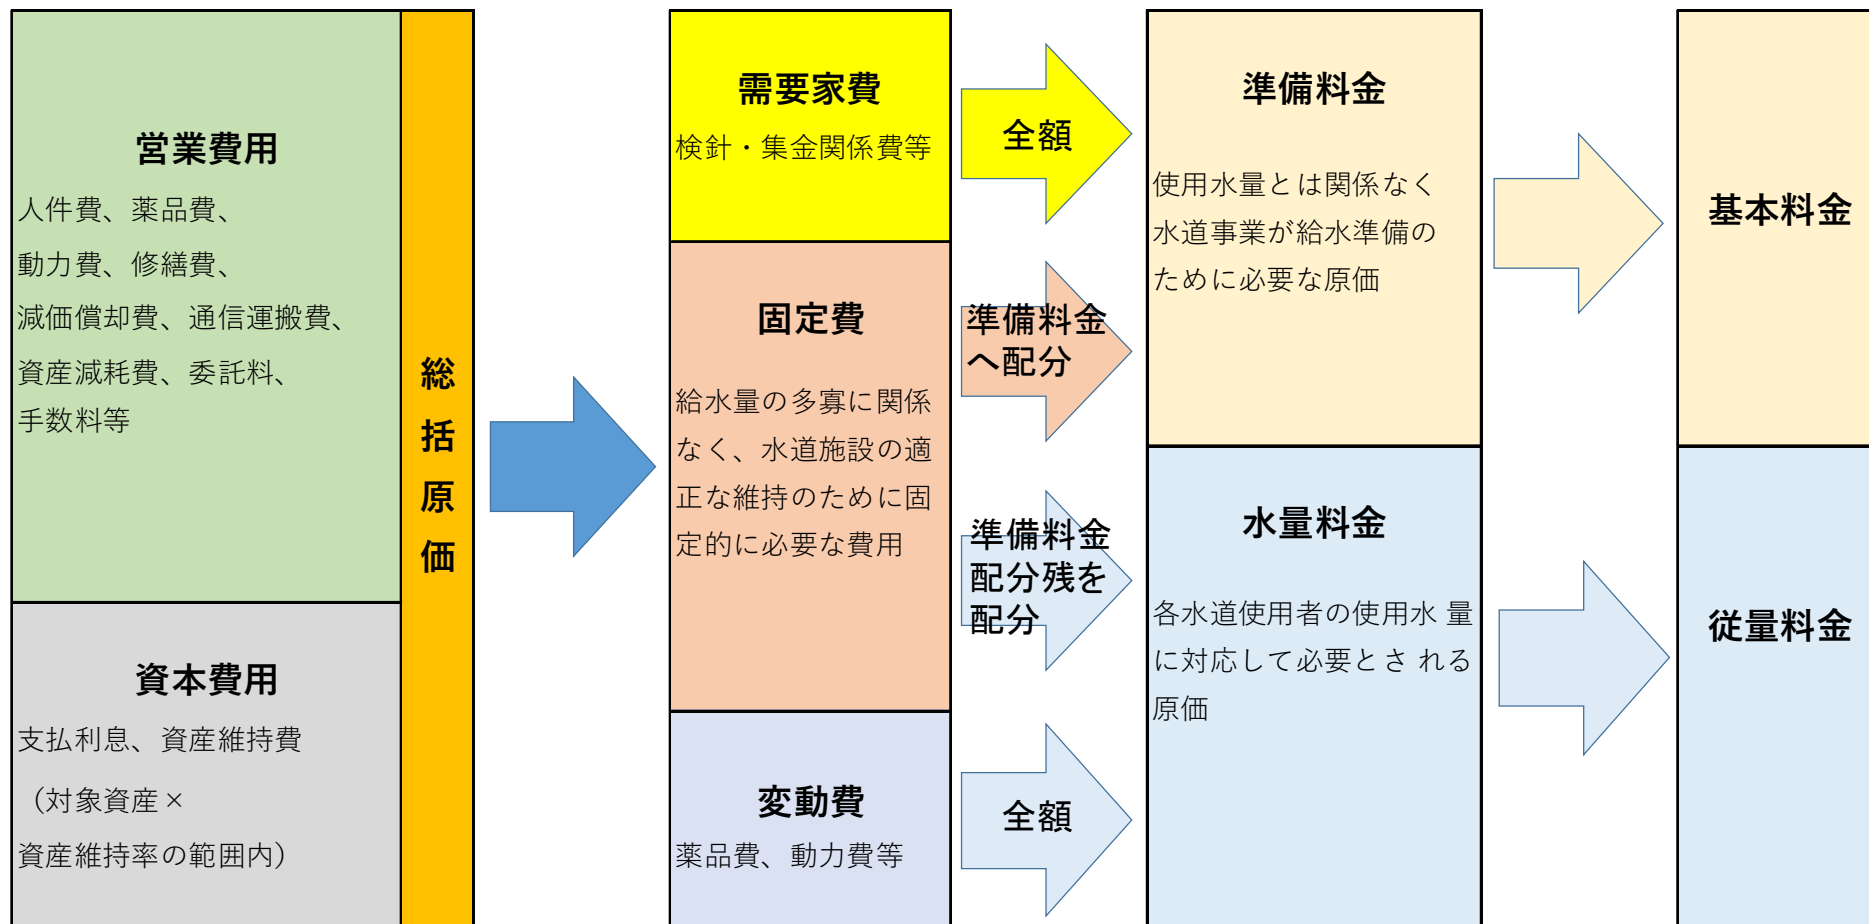 営業費用
人件費、薬品費、
動力費、修繕費、
減価償却費、通信運搬費、
資産減耗費、委託料、
手数料等
資本費用
支払利息、資産維持費
（対象資産×
資産維持率の範囲内）
総括原価
需要家費
検針・集金関係費等
固定費
給水量の多寡に関係
なく、水道施設の適
正な維持のために固
定的に必要な費用
変動費
薬品費、動力費等
全額
準備料金
へ配分
準備料金
配分残を
配分
全額
準備料金
使用水量とは関係なく
水道事業が給水準備の
ために必要な原価
水量料金
各水道使用者の使用水 量
に対応して必要とさ れる
原価
基本料金
従量料金